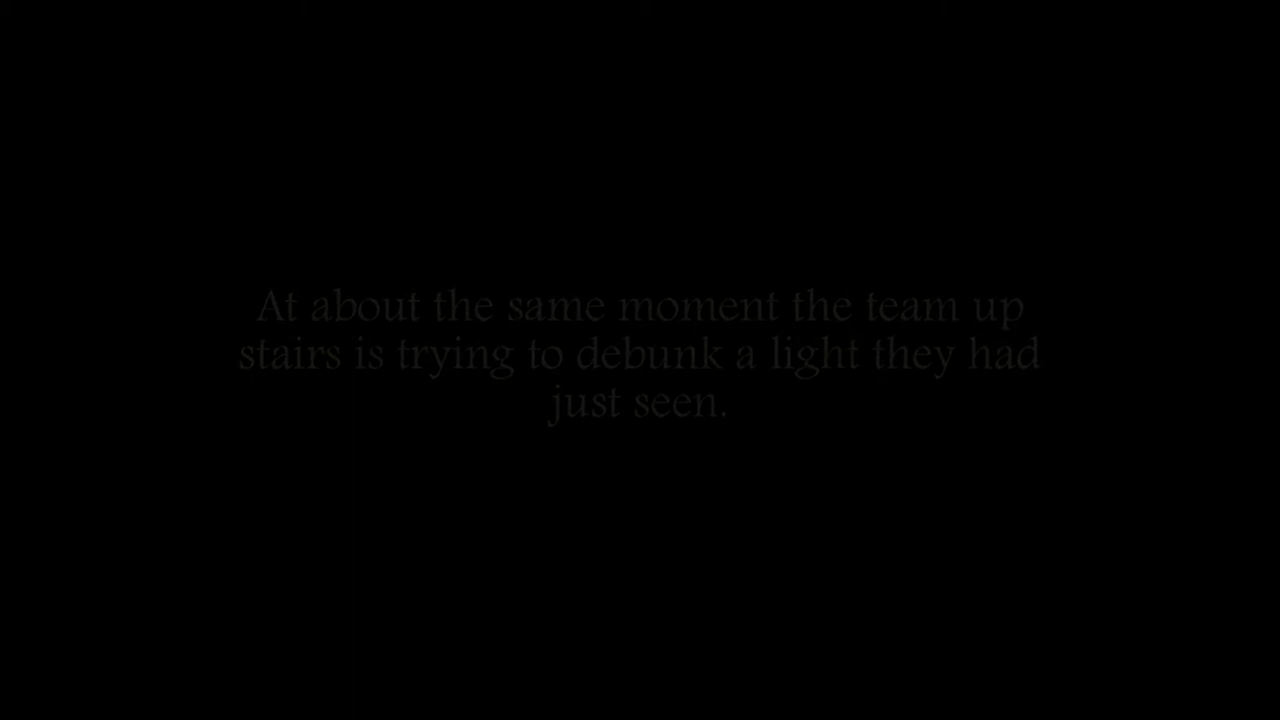 At about the same moment the team up
stairs is trying to debunk a light they had
just seen.